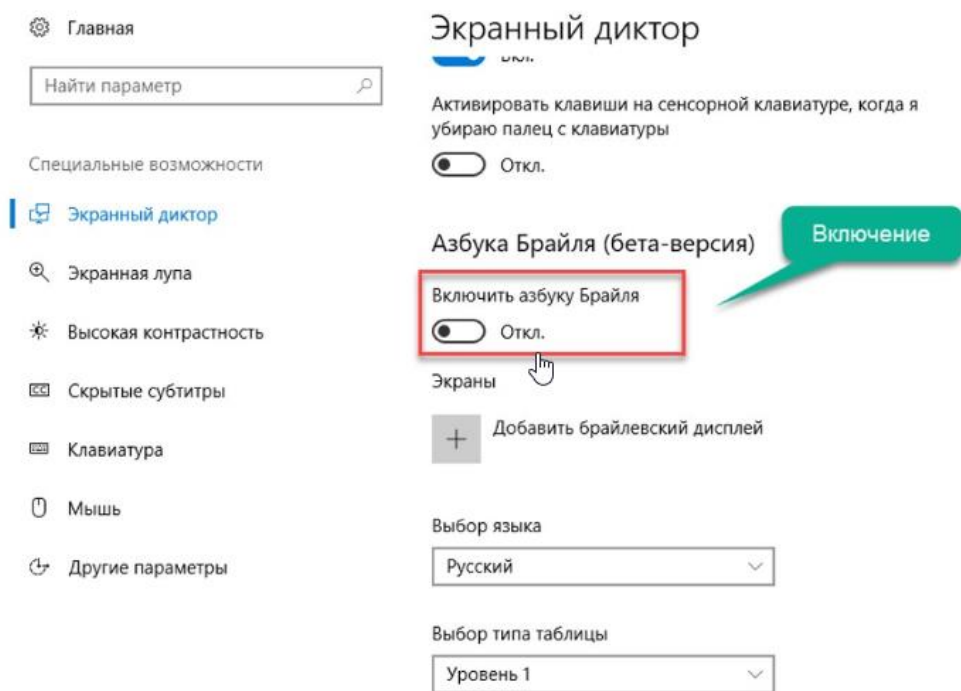 Главная
Найти параметр
Специальные возможности
Экранный диктор
Экранная лупа
Высокая контрастность
Скрытые субтитры
Клавиатура
Мышь
Другие параметры
Экранный диктор
Вкл.
Активировать клавиши на сенсорной клавиатуре, когда я
убираю палец с клавиатуры
Откл.
Азбука Брайля (бета-версия)
Включение
Включить азбуку Брайля
Откл.
Экраны
Добавить брайлевский дисплей
Выбор языка
Русский
Выбор типа таблицы
Уровень 1